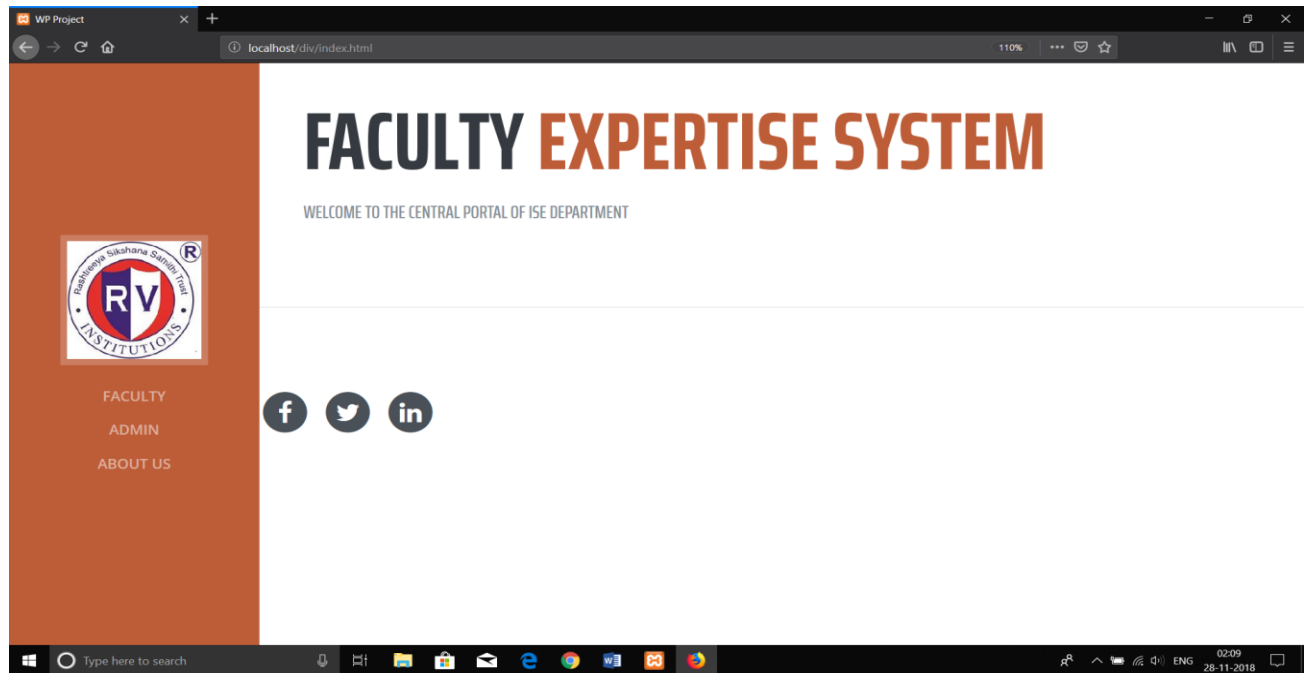 WP Project
localhost/div/index.html
110%
FACULTY EXPERTISE SYSTEM
WELCOME TO THE CENTRAL PORTAL OF ISE DEPARTMENT
Rashtreeya Sikshana Samithi Trust
R
RV
INSTITUTIONS
FACULTY
ADMIN
ABOUT US
f
in
Type here to search
ENG
02:09
28-11-2018